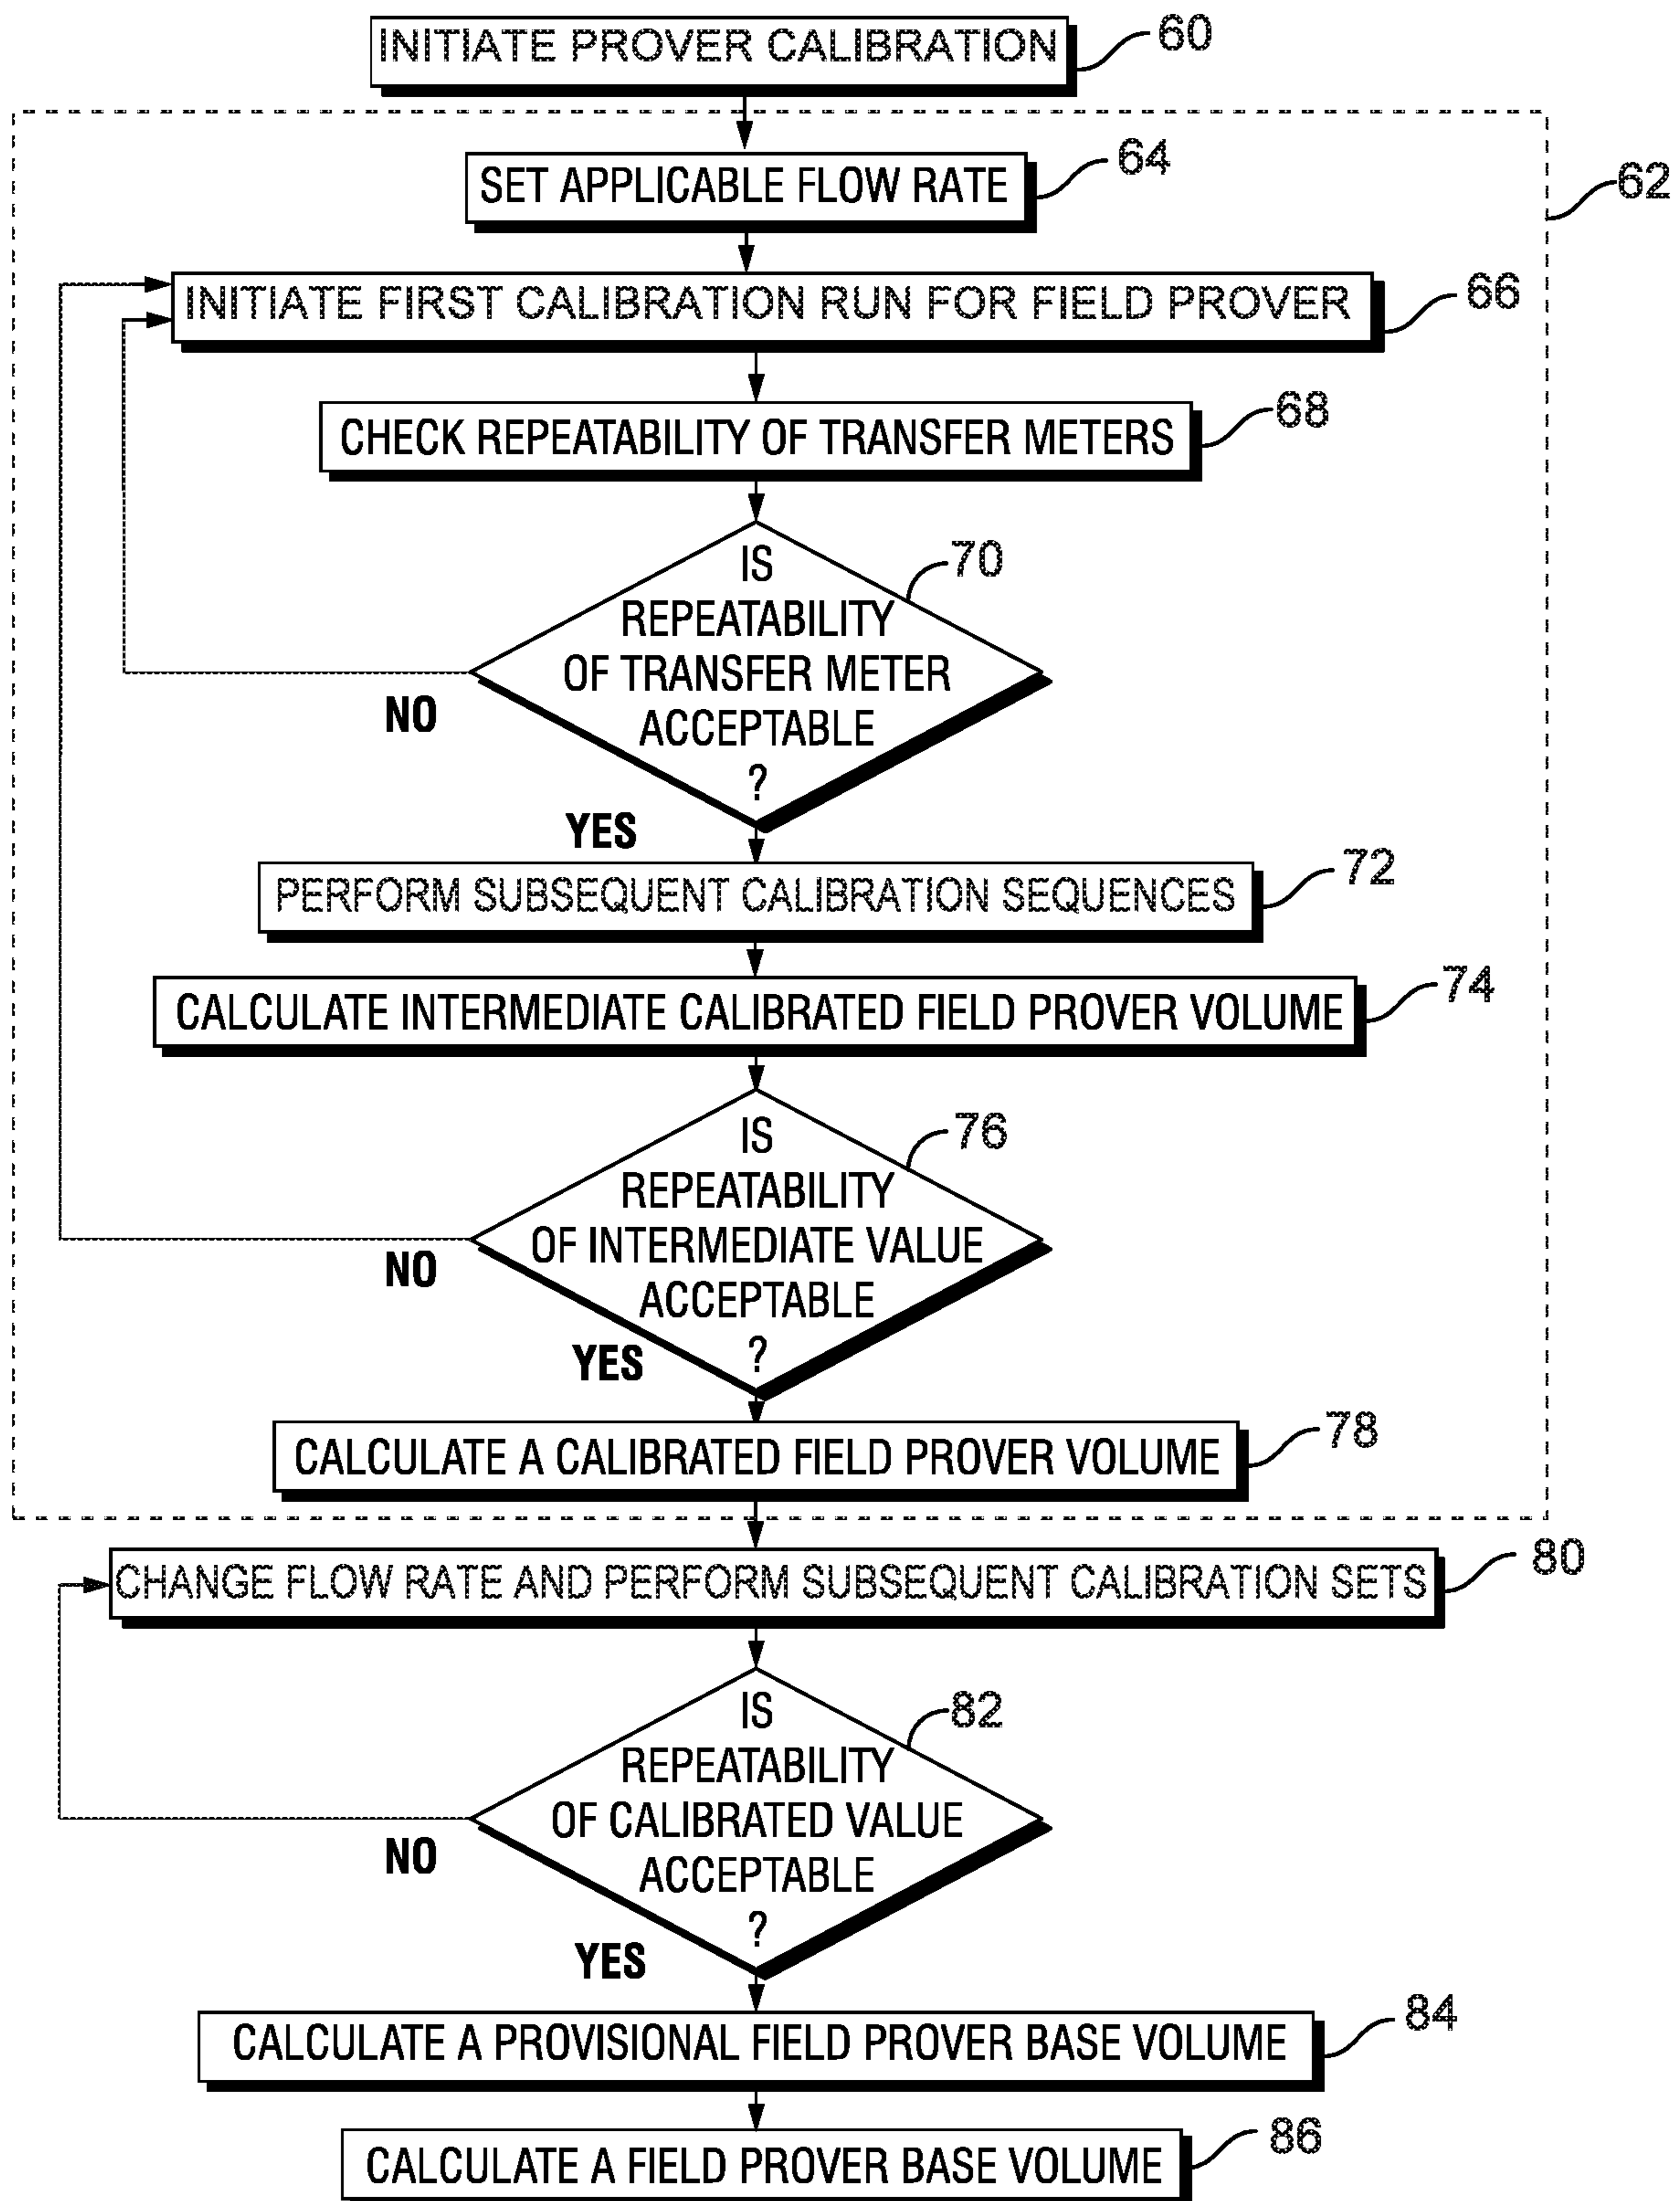 INITIATE PROVER CALIBRATION
60
SET APPLICABLE FLOW RATE
64
62
INITIATE FIRST CALIBRATION RUN FOR FIELD PROVER
66
CHECK REPEATABILITY OF TRANSFER METERS
68
IS
REPEATABILITY
OF TRANSFER METER
ACCEPTABLE
?
70
NO
YES
PERFORM SUBSEQUENT CALIBRATION SEQUENCES
72
CALCULATE INTERMEDIATE CALIBRATED FIELD PROVER VOLUME
74
IS
REPEATABILITY
OF INTERMEDIATE VALUE
ACCEPTABLE
?
76
NO
YES
CALCULATE A CALIBRATED FIELD PROVER VOLUME
78
CHANGE FLOW RATE AND PERFORM SUBSEQUENT CALIBRATION SETS
80
IS
REPEATABILITY
OF CALIBRATED VALUE
ACCEPTABLE
?
82
NO
YES
CALCULATE A PROVISIONAL FIELD PROVER BASE VOLUME
84
CALCULATE A FIELD PROVER BASE VOLUME
86